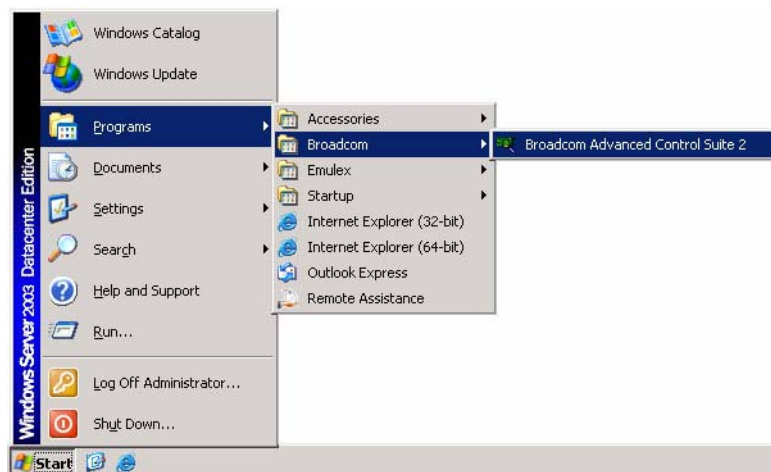 Windows Catalog
Windows Update
Programs
Documents
Settings
Search
Help and Support
Run...
Log Off Administrator...
Shut Down...
Windows Server 2003 Datacenter Edition
Start
Accessories
Broadcom
Emulex
Startup
Internet Explorer (32-bit)
Internet Explorer (64-bit)
Outlook Express
Remote Assistance
Broadcom Advanced Control Suite 2